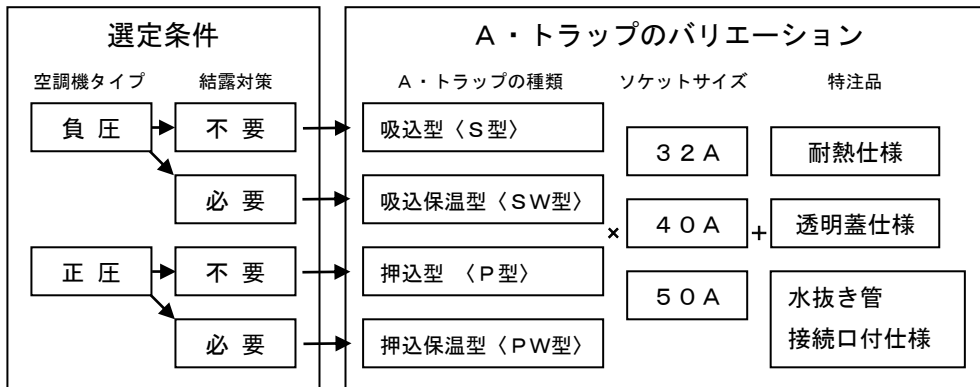 選定条件
空調機タイプ 結露対策
負圧 不要
必要
正圧 不要
必要
A・トラップのバリエーション
A・トラップの種類 ソケットサイズ 特注品
吸込型〈S型〉
吸込保温型〈SW型〉
押込型 〈P型〉
押込保温型〈PW型〉
×
32A
40A
50A
+
耐熱仕様
透明蓋仕様
水抜き管
接続口付仕様